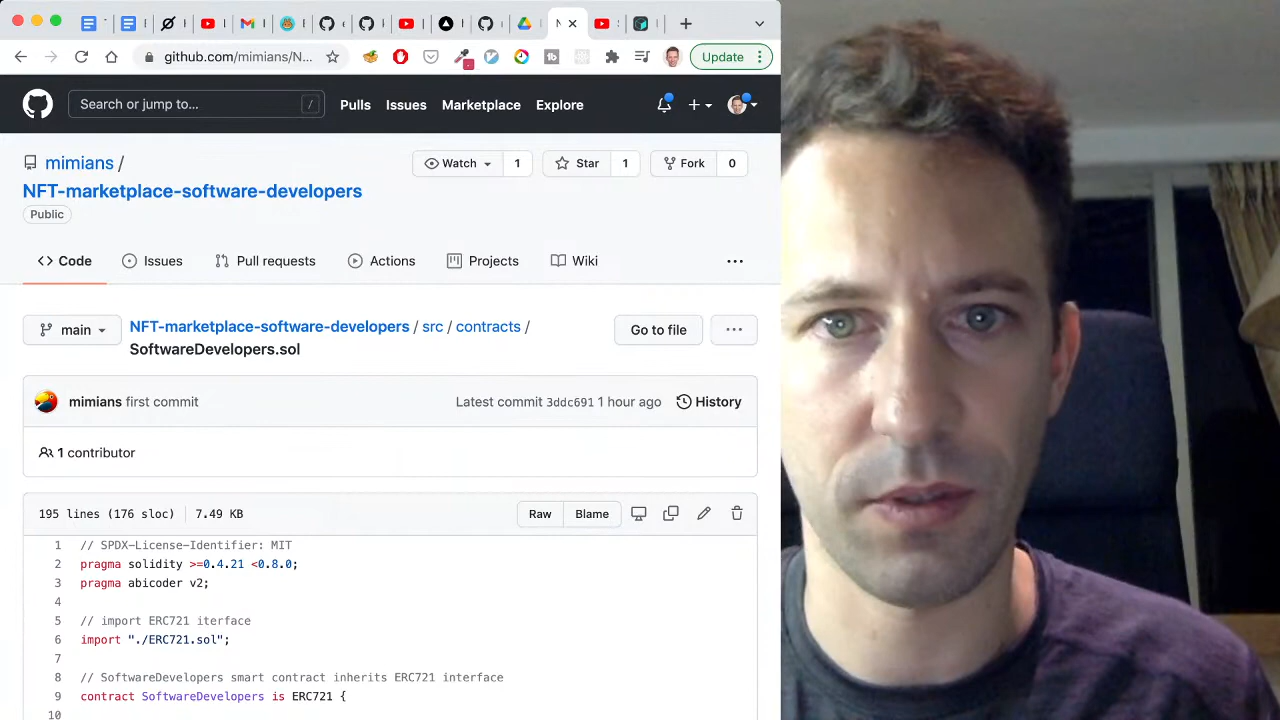 github.com/mimians/N...
Update
Search or jump to...
/
Pulls
Issues
Marketplace
Explore
mimians /
Watch
1
Star
1
Fork
0
NFT-marketplace-software-developers
Public
<> Code
Issues
Pull requests
Actions
Projects
Wiki
...
main
NFT-marketplace-software-developers / src / contracts /
SoftwareDevelopers.sol
Go to file
...
mimians first commit
Latest commit 3ddc691 1 hour ago
History
1 contributor
195 lines (176 sloc)
7.49 KB
Raw
Blame
1 // SPDX-License-Identifier: MIT
2 pragma solidity >=0.4.21 <0.8.0;
3 pragma abicoder v2;
4
5 // import ERC721 iterface
6 import "./ERC721.sol";
7
8 // SoftwareDevelopers smart contract inherits ERC721 interface
9 contract SoftwareDevelopers is ERC721 {
10